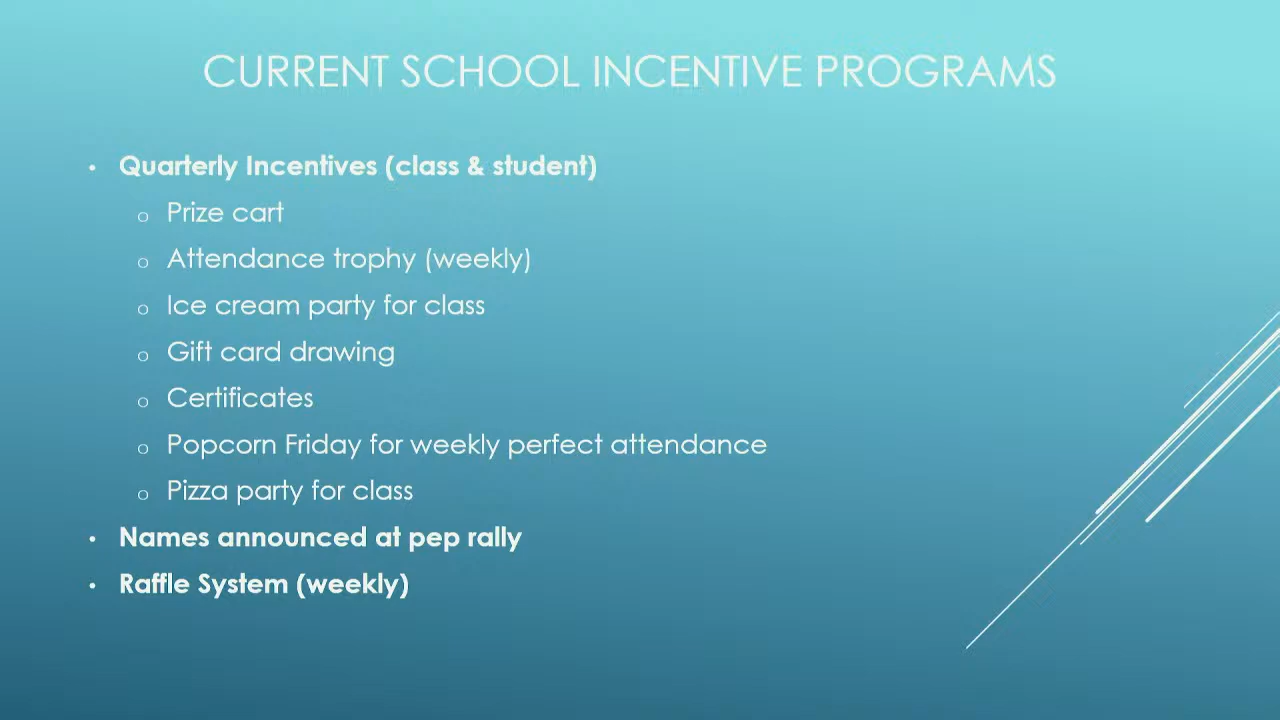 CURRENT SCHOOL INCENTIVE PROGRAMS
• Quarterly Incentives (class & student)
o Prize cart
o Attendance trophy (weekly)
o Ice cream party for class
o Gift card drawing
o Certificates
o Popcorn Friday for weekly perfect attendance
o Pizza party for class
• Names announced at pep rally
• Raffle System (weekly)